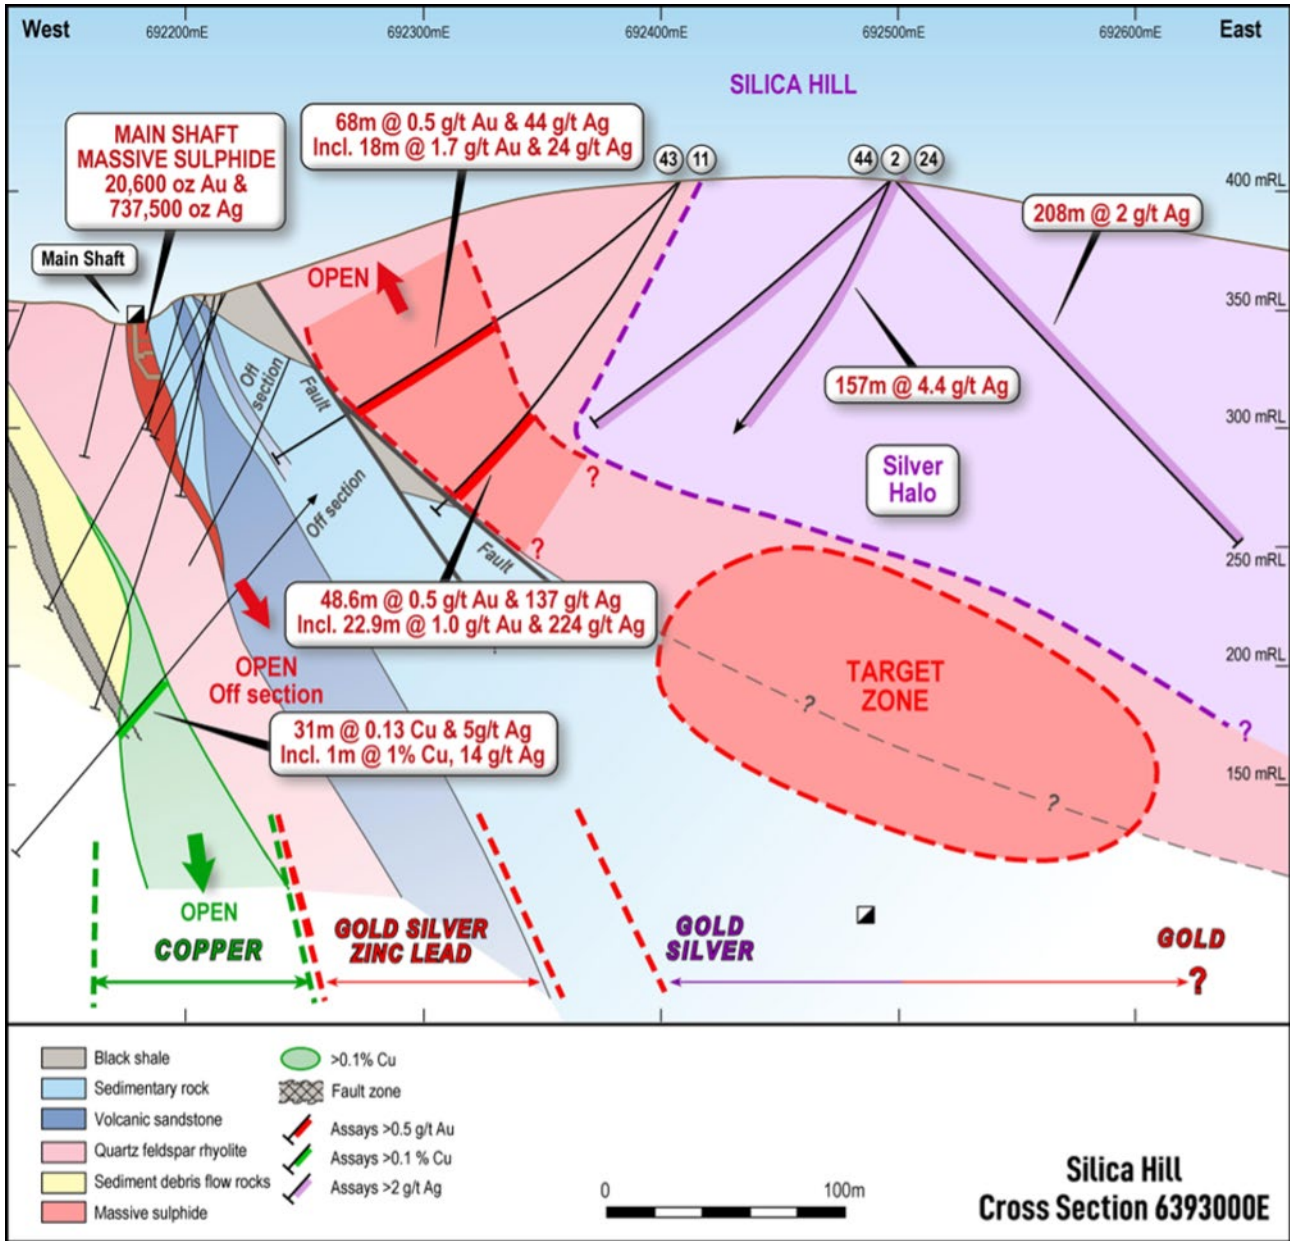 West
692200mE
692300mE
692400mE
692500mE
692600mE
East
SILICA HILL
68m @ 0.5 g/t Au & 44 g/t Ag
Incl. 18m @ 1.7 g/t Au & 24 g/t Ag
MAIN SHAFT
MASSIVE SULPHIDE
20,600 oz Au &
737,500 oz Ag
43
11
44
2
24
400 mRL
208m @ 2 g/t Ag
Main Shaft
OPEN
350 mRL
Off
section
Fault
157m @ 4.4 g/t Ag
300 mRL
Silver
Halo
?
Off section
?
Fault
250 mRL
48.6m @ 0.5 g/t Au & 137 g/t Ag
Incl. 22.9m @ 1.0 g/t Au & 224 g/t Ag
200 mRL
OPEN
Off section
TARGET
ZONE
?
?
31m @ 0.13 Cu & 5g/t Ag
Incl. 1m @ 1% Cu, 14 g/t Ag
150 mRL
?
OPEN
COPPER
GOLD SILVER
ZINC LEAD
GOLD
SILVER
GOLD
?
Black shale
Sedimentary rock
Volcanic sandstone
Quartz feldspar rhyolite
Sediment debris flow rocks
Massive sulphide
>0.1% Cu
Fault zone
Assays >0.5 g/t Au
Assays >0.1 % Cu
Assays >2 g/t Ag
0
100m
Silica Hill
Cross Section 6393000E